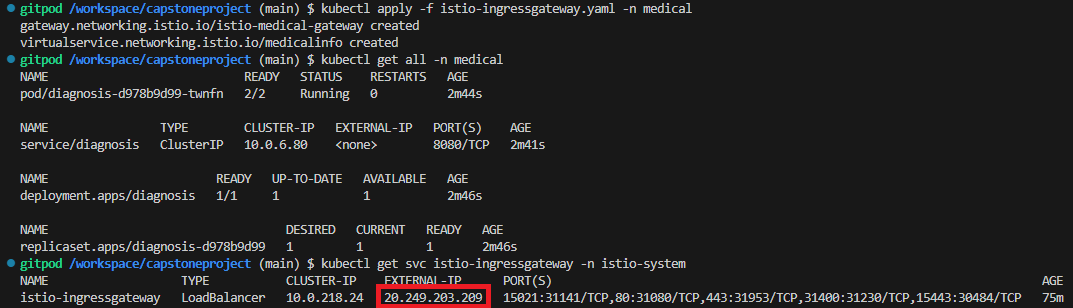 gitpod /workspace/capstoneproject (main) $ kubectl apply -f istio-ingressgateway.yaml -n medical
gateway.networking.istio.io/istio-medical-gateway created
virtualservice.networking.istio.io/medicalinfo created
gitpod /workspace/capstoneproject (main) $ kubectl get all -n medical
NAME READY STATUS RESTARTS AGE
pod/diagnosis-d978b9d99-twnfn 2/2 Running 0 2m44s
NAME TYPE CLUSTER-IP EXTERNAL-IP PORT(S) AGE
service/diagnosis ClusterIP 10.0.6.80 <none> 8080/TCP 2m41s
NAME READY UP-TO-DATE AVAILABLE AGE
deployment.apps/diagnosis 1/1 1 1 2m46s
NAME DESIRED CURRENT READY AGE
replicaset.apps/diagnosis-d978b9d99 1 1 1 2m46s
gitpod /workspace/capstoneproject (main) $ kubectl get svc istio-ingressgateway -n istio-system
NAME TYPE CLUSTER-IP EXTERNAL-IP PORT(S) AGE
istio-ingressgateway LoadBalancer 10.0.218.24 20.249.203.209 15021:31141/TCP,80:31080/TCP,443:31953/TCP,31400:31230/TCP,15443:30484/TCP 75m